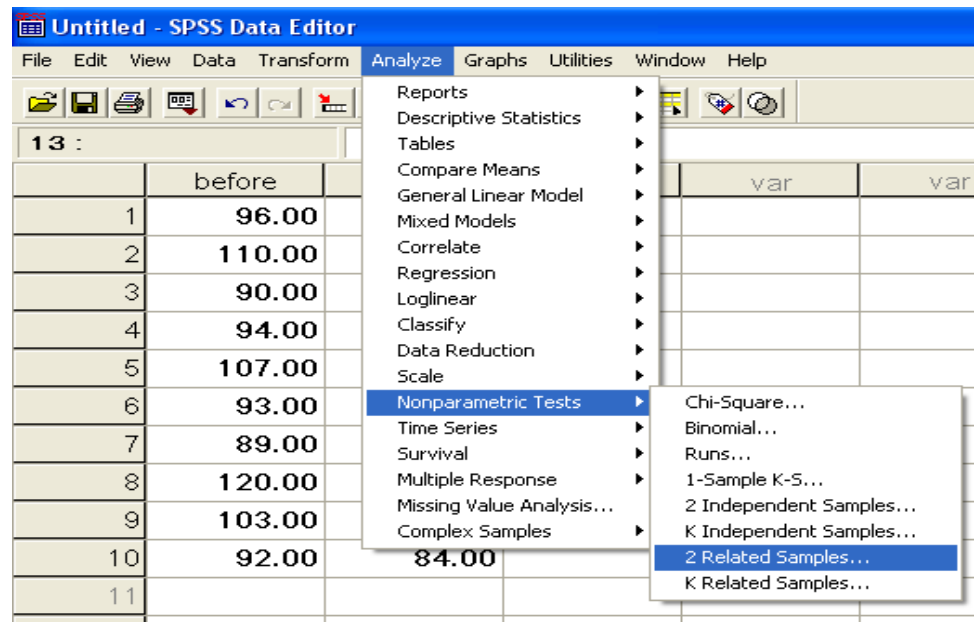 Untitled - SPSS Data Editor
File Edit View Data Transform Analyze Graphs Utilities Window Help
13 :
before var var
1 96.00
2 110.00
3 90.00
4 94.00
5 107.00
6 93.00
7 89.00
8 120.00
9 103.00
10 92.00 84.00
11
Reports
Descriptive Statistics
Tables
Compare Means
General Linear Model
Mixed Models
Correlate
Regression
Loglinear
Classify
Data Reduction
Scale
Nonparametric Tests
Time Series
Survival
Multiple Response
Missing Value Analysis...
Complex Samples
Chi-Square...
Binomial...
Runs...
1-Sample K-S...
2 Independent Samples...
K Independent Samples...
2 Related Samples...
K Related Samples...